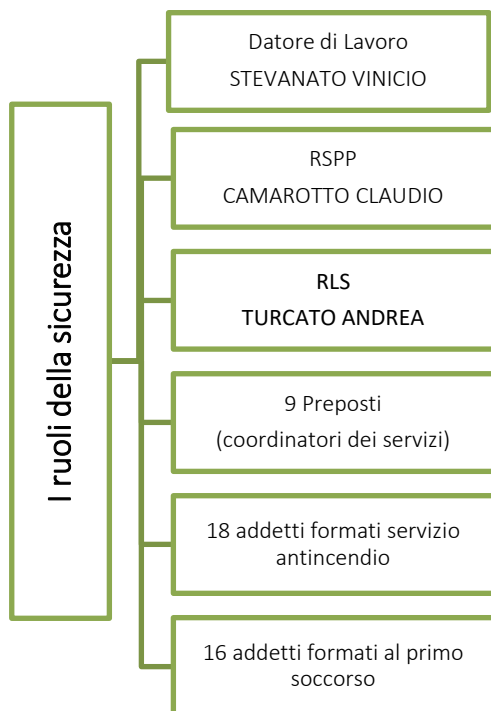 I ruoli della sicurezza
Datore di Lavoro
STEVANATO VINICIO
RSPP
CAMAROTTO CLAUDIO
RLS
TURCATO ANDREA
9 Preposti
(coordinatori dei servizi)
18 addetti formati servizio
antincendio
16 addetti formati al primo
soccorso